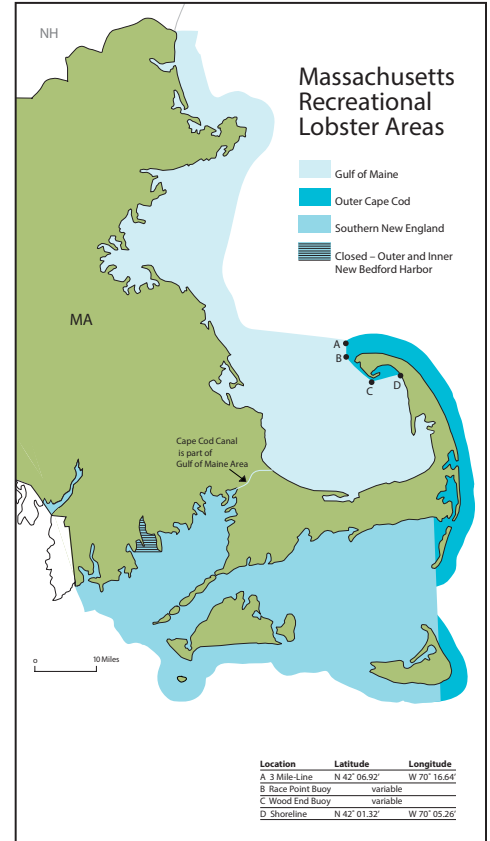 NH
Massachusetts
Recreational
Lobster Areas
Gulf of Maine
Outer Cape Cod
Southern New England
Closed – Outer and Inner
New Bedford Harbor
MA
A
B
C
D
Cape Cod Canal
is part of
Gulf of Maine Area
0 10 Miles
Location Latitude Longitude
A 3 Mile-Line N 42° 06.92' W 70° 16.64'
B Race Point Buoy variable
C Wood End Buoy variable
D Shoreline N 42° 01.32' W 70° 05.26'